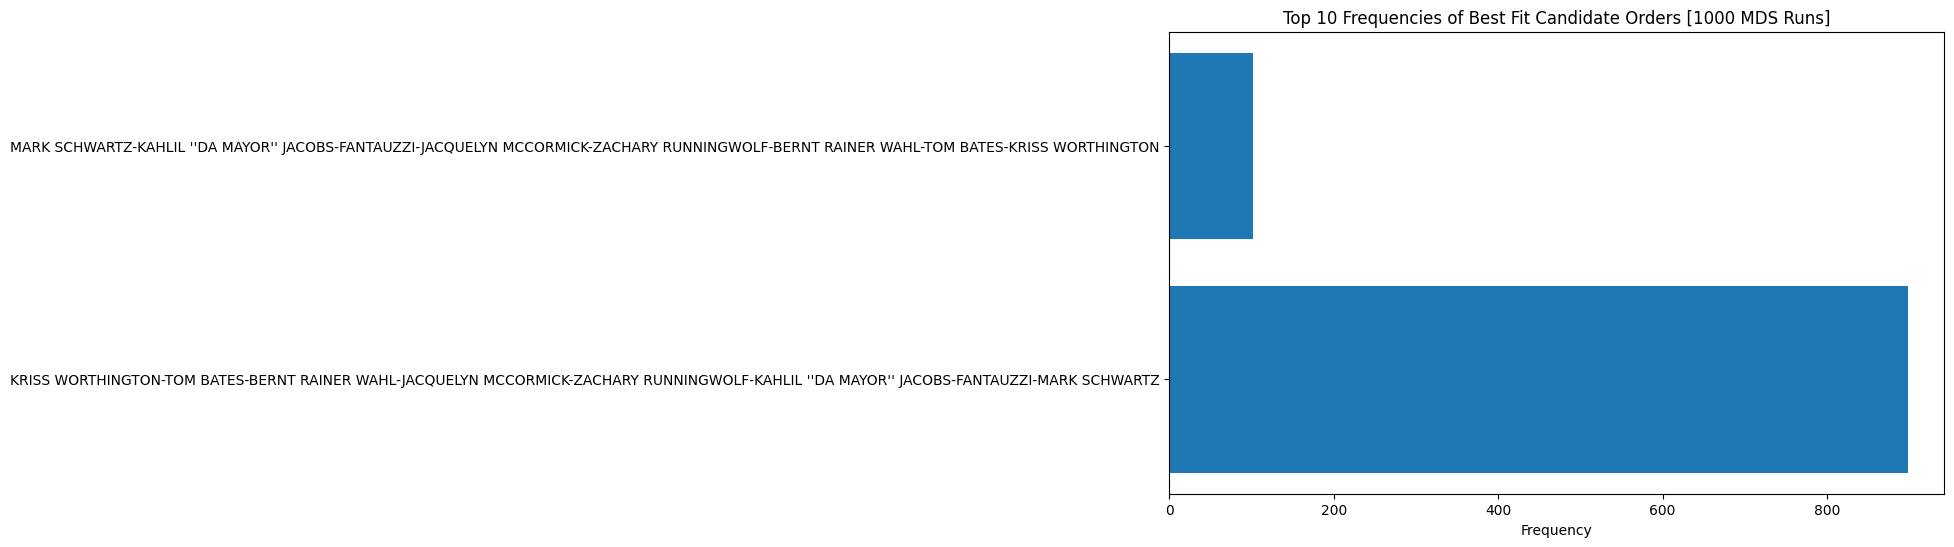 Top 10 Frequencies of Best Fit Candidate Orders [1000 MDS Runs]
MARK SCHWARTZ-KAHLIL ''DA MAYOR'' JACOBS-FANTAUZZI-JACQUELYN MCCORMICK-ZACHARY RUNNINGWOLF-BERNT RAINER WAHL-TOM BATES-KRISS WORTHINGTON
KRISS WORTHINGTON-TOM BATES-BERNT RAINER WAHL-JACQUELYN MCCORMICK-ZACHARY RUNNINGWOLF-KAHLIL ''DA MAYOR'' JACOBS-FANTAUZZI-MARK SCHWARTZ
0 200 400 600 800
Frequency